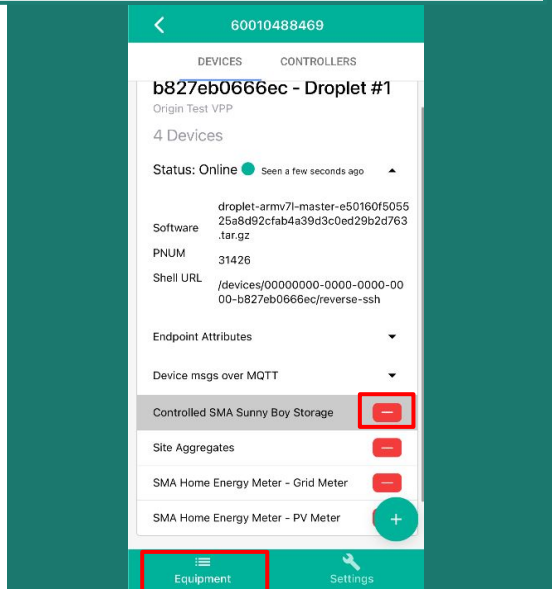 60010488469
DEVICES CONTROLLERS
b827eb0666ec - Droplet #1
Origin Test VPP
4 Devices
Status: Online Seen a few seconds ago
Software droplet-armv7l-master-e50160f5055
25a8d92cfab4a39d3c0ed29b2d763
.tar.gz
PNUM 31426
Shell URL /devices/00000000-0000-0000-00
00-b827eb0666ec/reverse-ssh
Endpoint Attributes
Device msgs over MQTT
Controlled SMA Sunny Boy Storage
Site Aggregates
SMA Home Energy Meter - Grid Meter
SMA Home Energy Meter - PV Meter
Equipment Settings